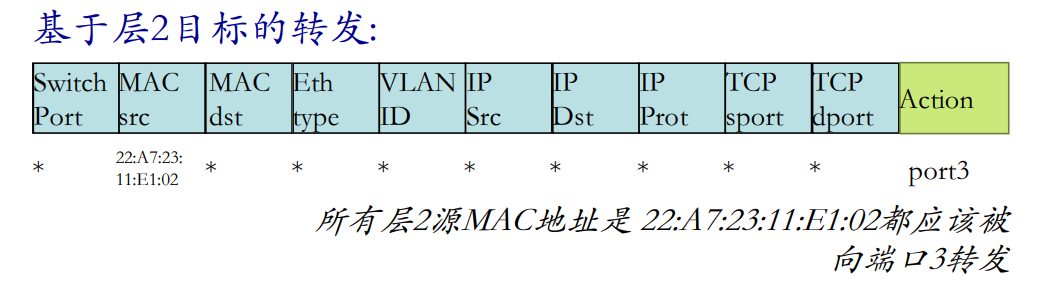 基于层2目标的转发:
Switch Port MAC src MAC dst Eth type VLAN ID IP Src IP Dst IP Prot TCP sport TCP dport Action
* 22:A7:23:11:E1:02 * * * * * * * * port3
所有层2源MAC地址是 22:A7:23:11:E1:02都应该被
向端口3转发